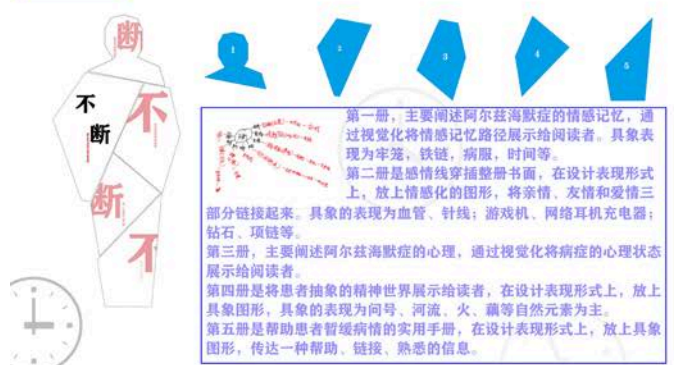 断
不
断
不
断
不
1
2
3
4
5
第一册，主要阐述阿尔兹海默症的情感记忆，通
过视觉化将情感记忆路径展示给阅读者。具象表
现为牢笼，铁链，病服，时间等。
第二册是感情线穿插整册书面，在设计表现形式
上，放上情感化的图形，将亲情、友情和爱情三
部分链接起来。具象的表现为血管、针线；游戏机、网络耳机充电器；
钻石、项链等。
第三册，主要阐述阿尔兹海默症的心理，通过视觉化将病症的心理状态
展示给阅读者。
第四册是将患者抽象的精神世界展示给读者，在设计表现形式上，放上
具象图形，具象的表现为问号、河流、火、藕等自然元素为主。
第五册是帮助患者暂缓病情的实用手册，在设计表现形式上，放上具象
图形，传达一种帮助、链接、熟悉的信息。